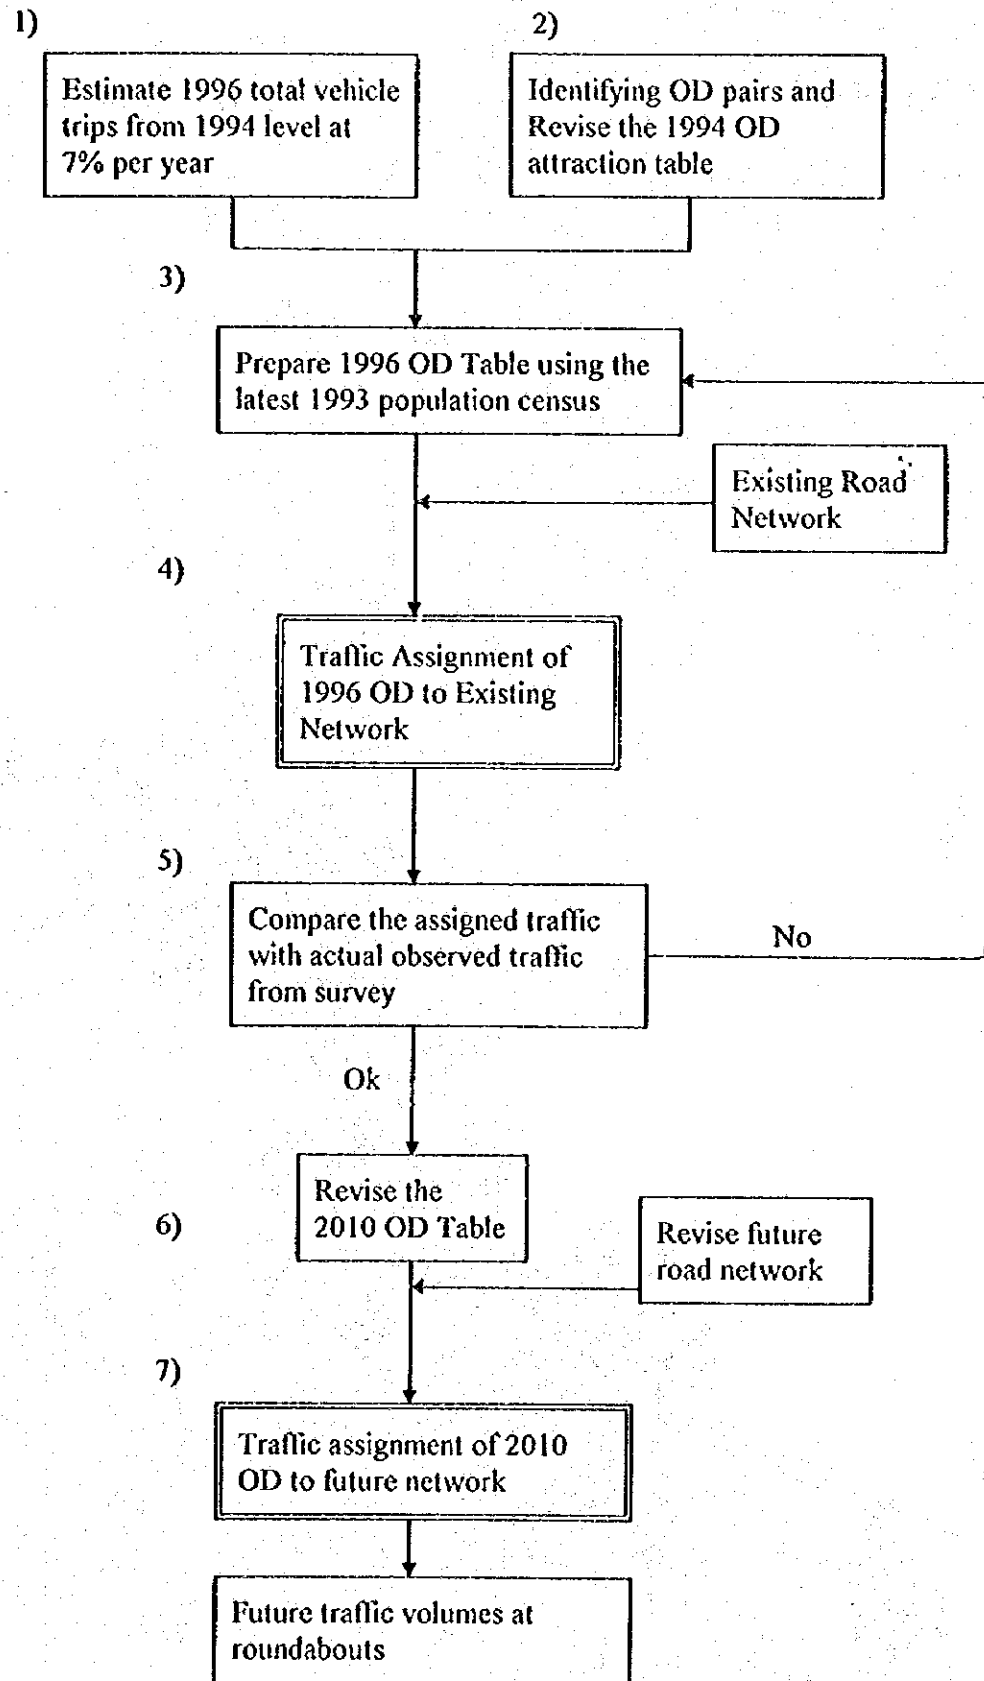 1)
2)
Estimate 1996 total vehicle
trips from 1994 level at
7% per year
Identifying OD pairs and
Revise the 1994 OD
attraction table
3)
Prepare 1996 OD Table using the
latest 1993 population census
Existing Road
Network
4)
Traffic Assignment of
1996 OD to Existing
Network
5)
Compare the assigned traffic
with actual observed traffic
from survey
No
Ok
Revise the
2010 OD Table
6)
Revise future
road network
7)
Traffic assignment of 2010
OD to future network
Future traffic volumes at
roundabouts